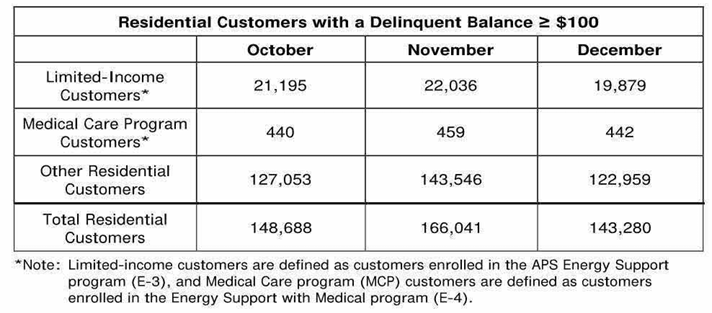 Residential Customers with a Delinquent Balance ≥ $100
October November December
Limited-Income
Customers* 21,195 22,036 19,879
Medical Care Program
Customers* 440 459 442
Other Residential
Customers 127,053 143,546 122,959
Total Residential
Customers 148,688 166,041 143,280
*Note: Limited-income customers are defined as customers enrolled in the APS Energy Support
program (E-3), and Medical Care program (MCP) customers are defined as customers
enrolled in the Energy Support with Medical program (E-4).